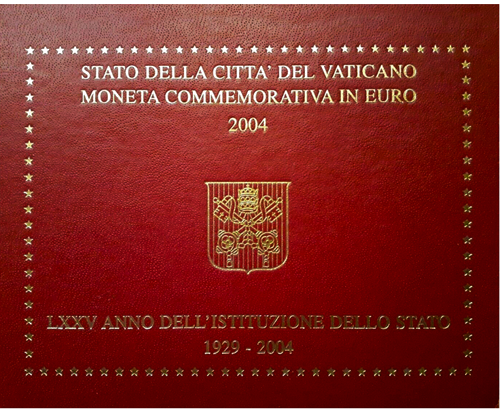 STATO DELLA CITTA' DEL VATICANO
MONETA COMMEMORATIVA IN EURO
2004
LXXV ANNO DELL'ISTITUZIONE DELLO STATO
1929 - 2004